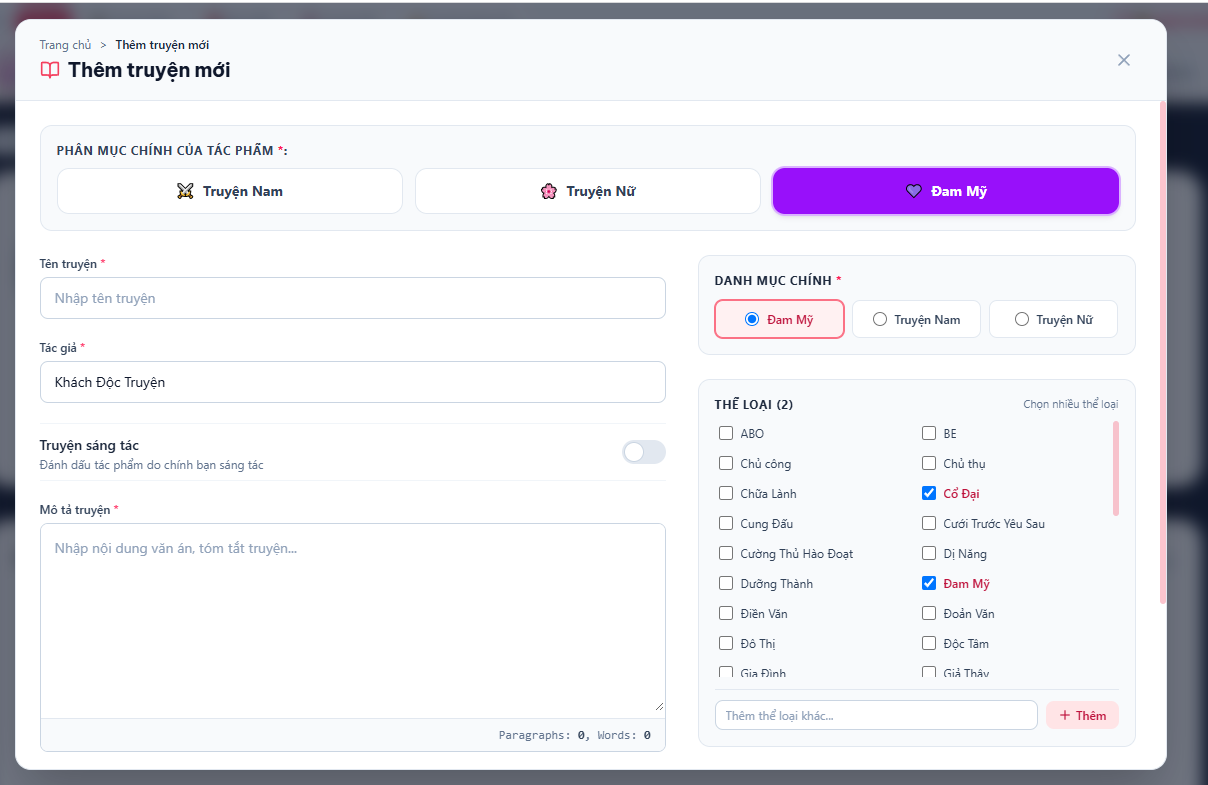 Trang chủ > Thêm truyện mới
Thêm truyện mới
PHÂN MỤC CHÍNH CỦA TÁC PHẨM *:
Truyện Nam
Truyện Nữ
Đam Mỹ
Tên truyện *
Nhập tên truyện
Tác giả *
Khách Độc Truyện
Truyện sáng tác
Đánh dấu tác phẩm do chính bạn sáng tác
Mô tả truyện *
Nhập nội dung văn án, tóm tắt truyện...
Paragraphs: 0, Words: 0
DANH MỤC CHÍNH *
Đam Mỹ
Truyện Nam
Truyện Nữ
THỂ LOẠI (2)
Chọn nhiều thể loại
ABO
BE
Chủ công
Chủ thụ
Chữa Lành
Cổ Đại
Cung Đấu
Cưới Trước Yêu Sau
Cường Thủ Hào Đoạt
Dị Năng
Dưỡng Thành
Đam Mỹ
Điền Văn
Đoản Văn
Đô Thị
Độc Tâm
Gia Đình
Giả Thây
Thêm thể loại khác...
+ Thêm